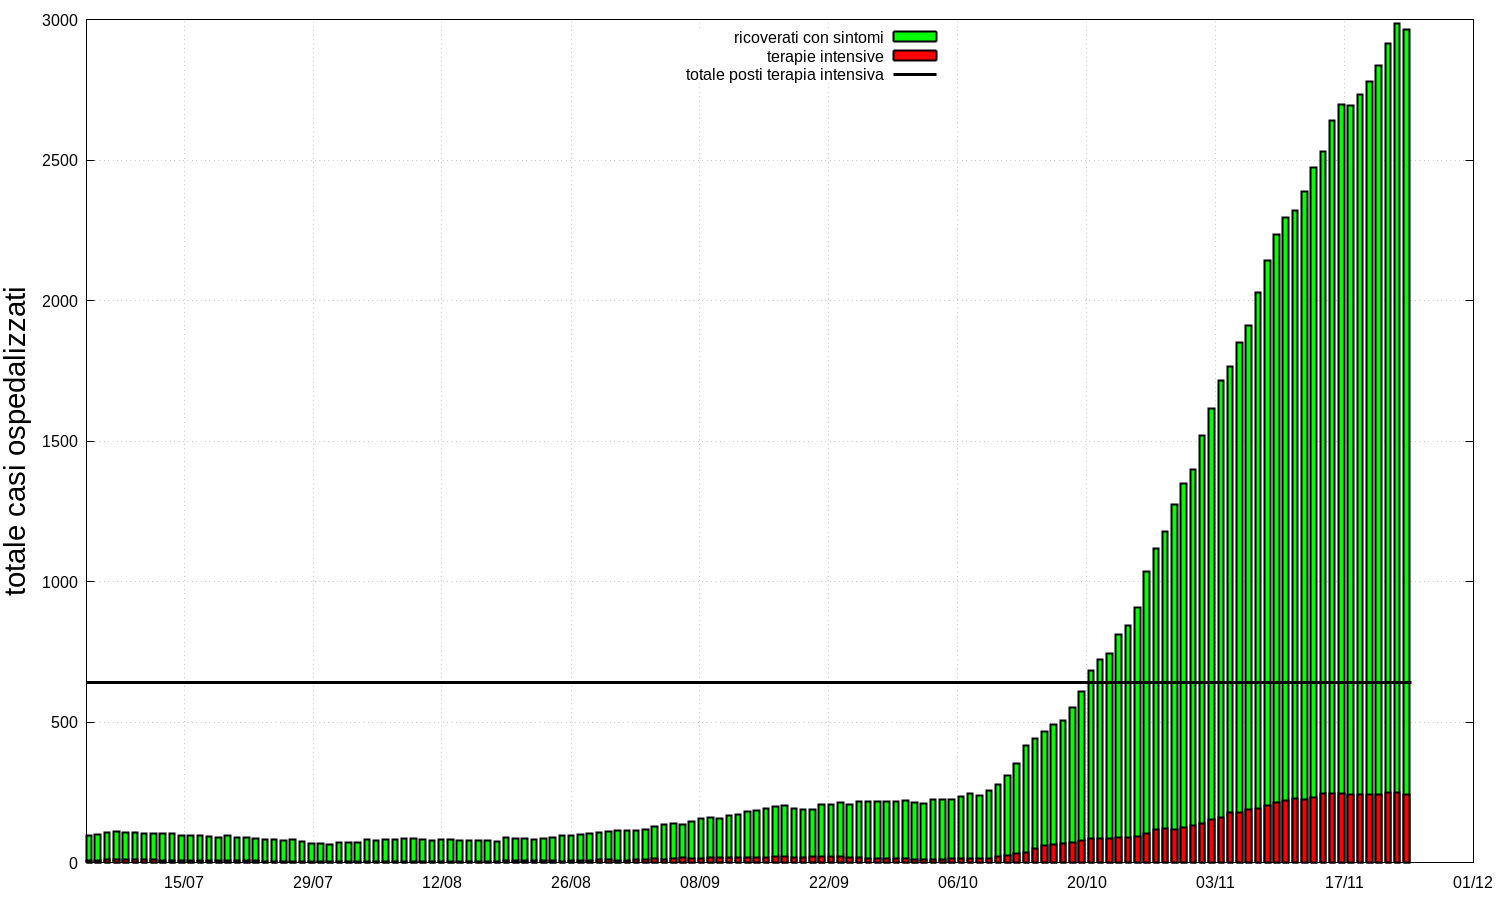 3000
2500
2000
1500
1000
500
0
totale casi ospedalizzati
ricoverati con sintomi
terapie intensive
totale posti terapia intensiva
15/07 29/07 12/08 26/08 08/09 22/09 06/10 20/10 03/11 17/11 01/12